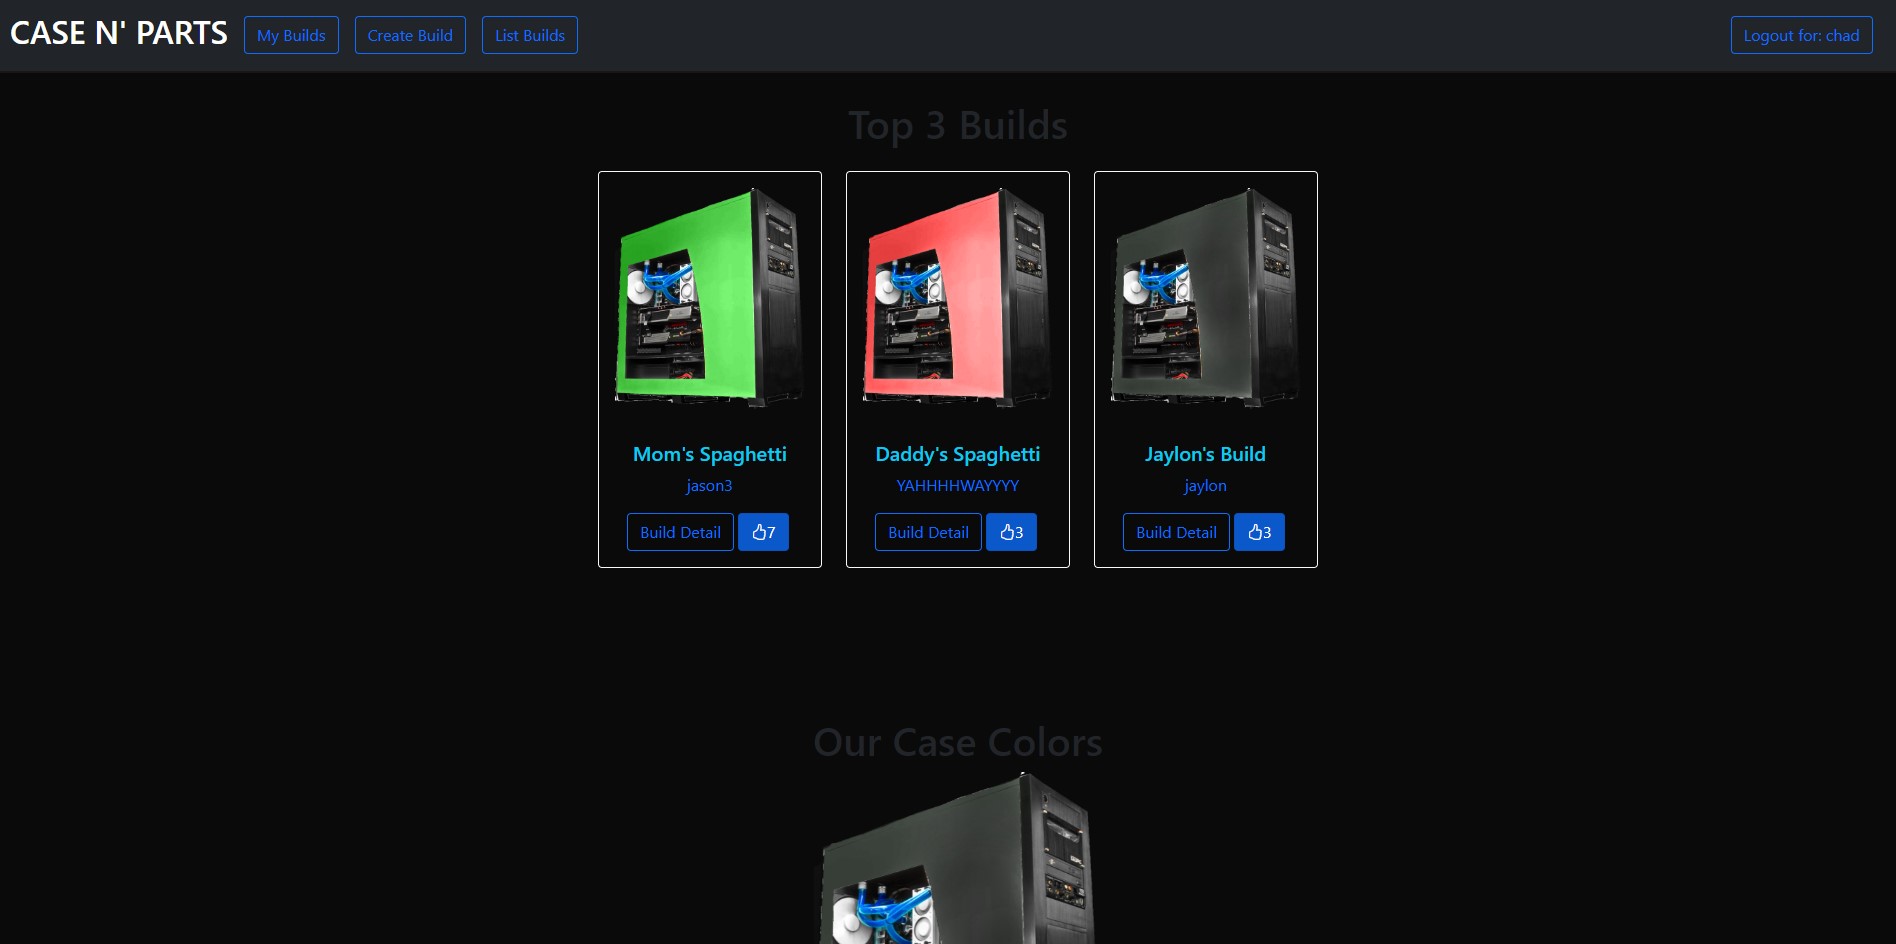 CASE N' PARTS My Builds Create Build List Builds Logout for: chad
Top 3 Builds
Mom's Spaghetti
jason3
Build Detail 7
Daddy's Spaghetti
YAHHHHWAYYYY
Build Detail 3
Jaylon's Build
jaylon
Build Detail 3
Our Case Colors